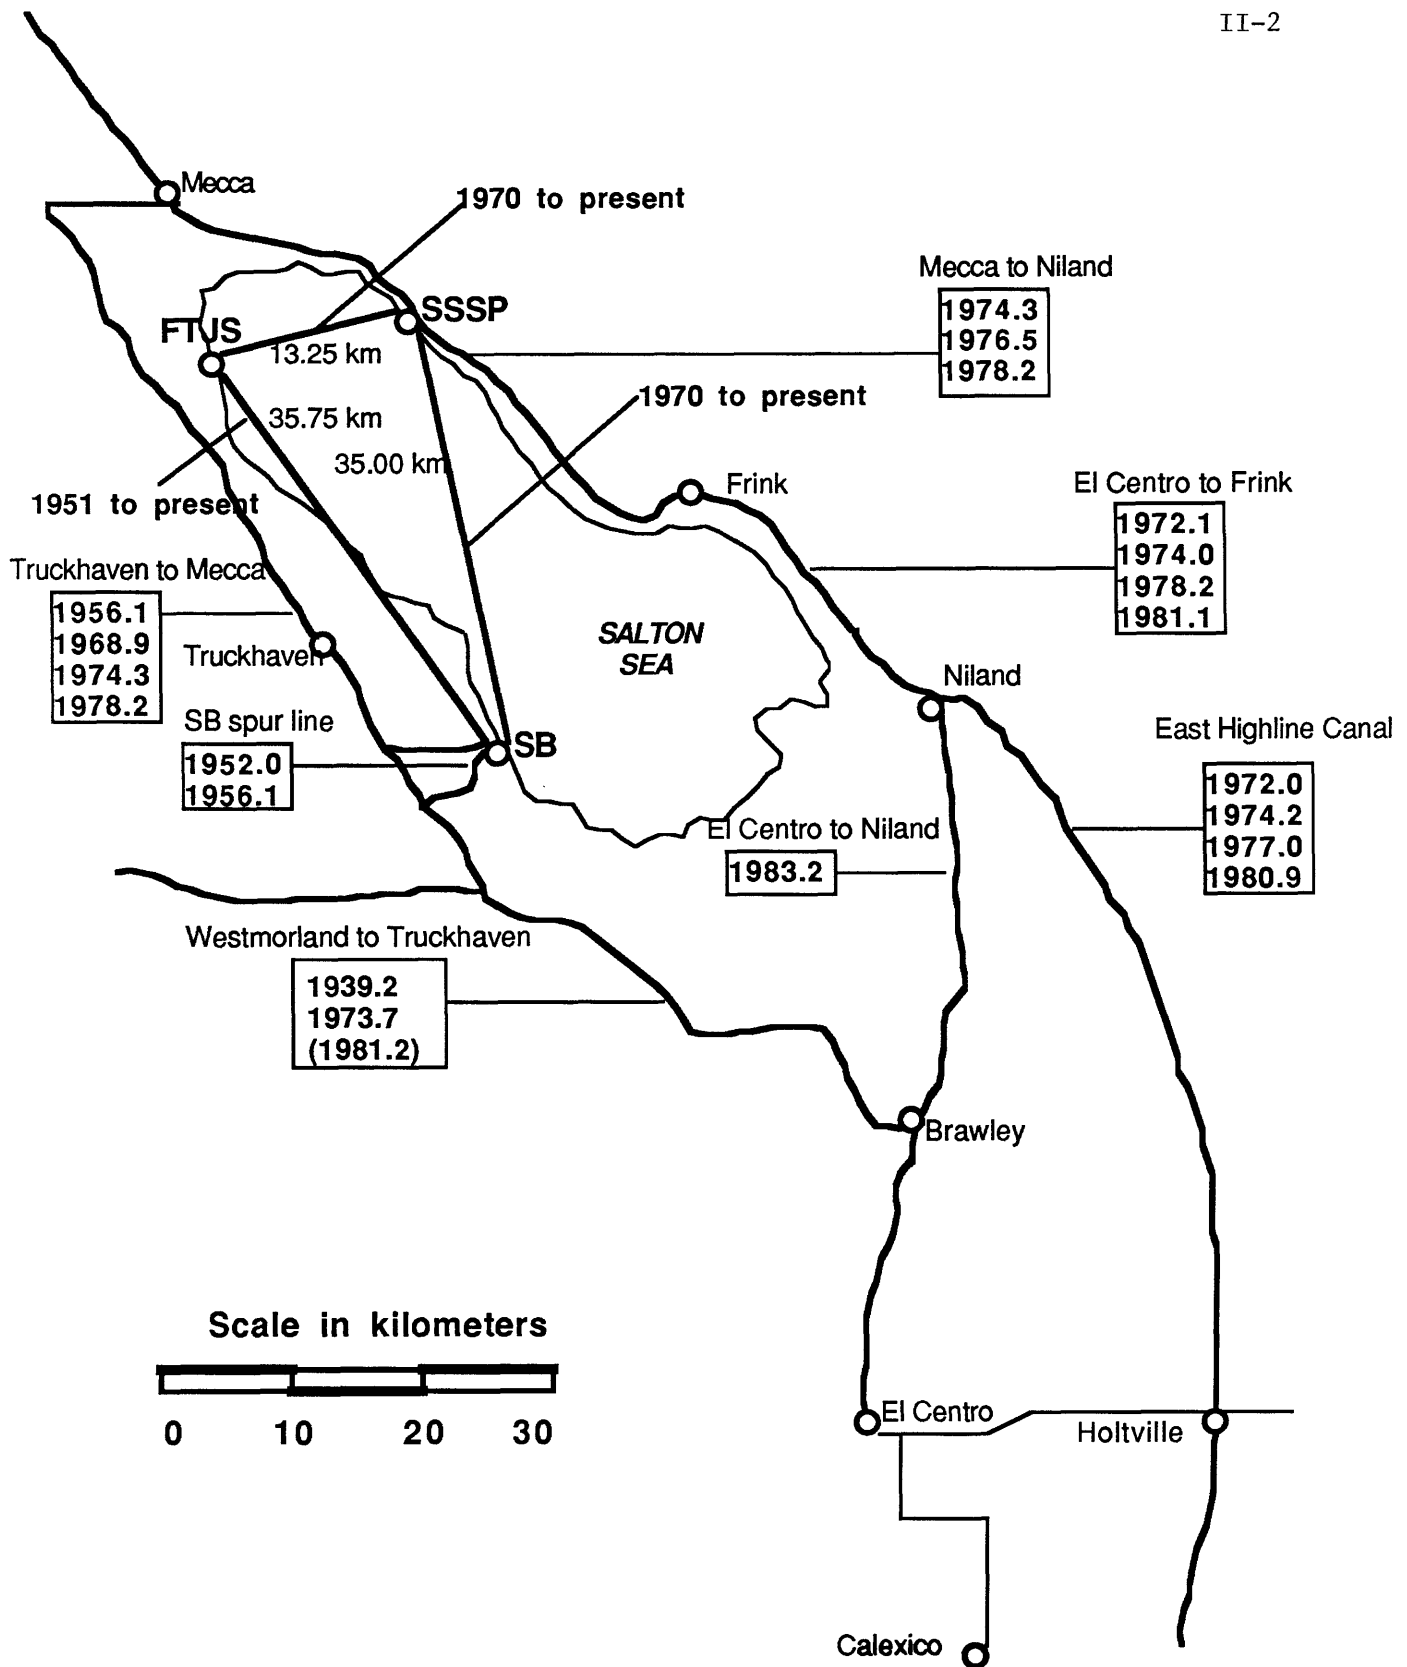 II-2
Mecca
1970 to present
Mecca to Niland
1974.3
1976.5
1978.2
SSSP
FTJS
13.25 km
1970 to present
35.75 km
35.00 km
1951 to present
Frink
El Centro to Frink
1972.1
1974.0
1978.2
1981.1
Truckhaven to Mecca
1956.1
1968.9
1974.3
1978.2
Truckhaven
SALTON
SEA
Niland
SB spur line
1952.0
1956.1
SB
East Highline Canal
1972.0
1974.2
1977.0
1980.9
El Centro to Niland
1983.2
Westmorland to Truckhaven
1939.2
1973.7
(1981.2)
Brawley
Scale in kilometers
0 10 20 30
El Centro
Holtville
Calexico